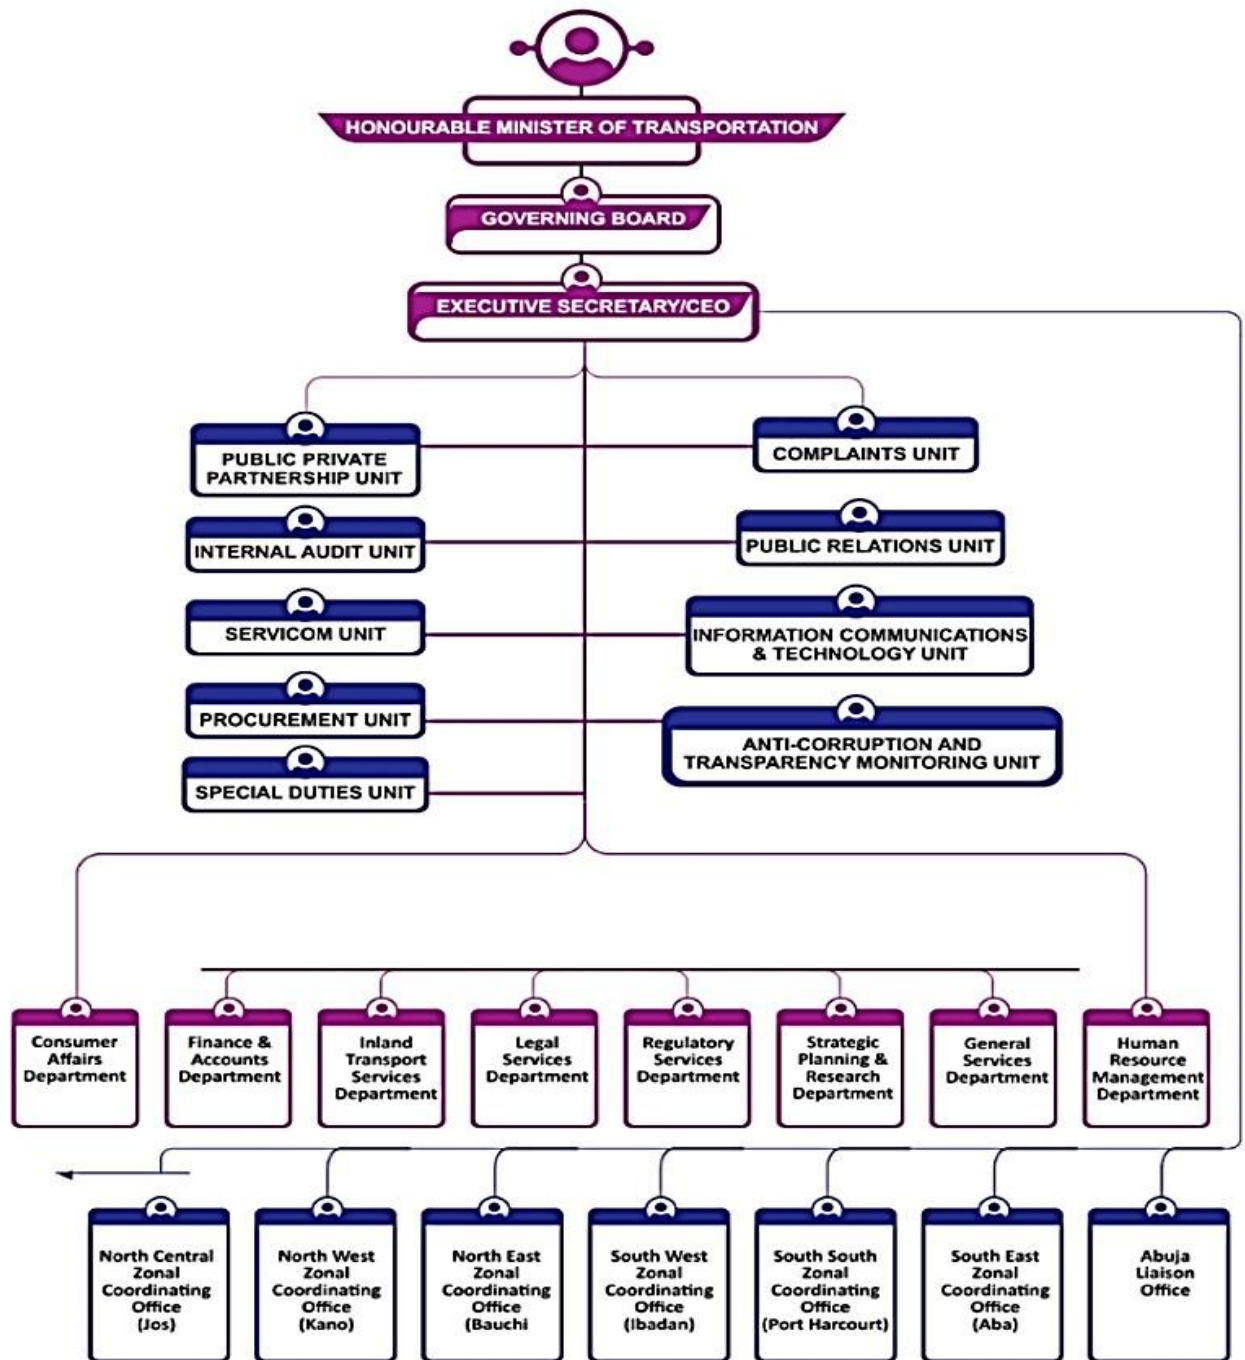 HONOURABLE MINISTER OF TRANSPORTATION
GOVERNING BOARD
EXECUTIVE SECRETARY/CEO
PUBLIC PRIVATE
PARTNERSHIP UNIT
COMPLAINTS UNIT
INTERNAL AUDIT UNIT
PUBLIC RELATIONS UNIT
SERVICOM UNIT
INFORMATION COMMUNICATIONS
& TECHNOLOGY UNIT
PROCUREMENT UNIT
ANTI-CORRUPTION AND
TRANSPARENCY MONITORING UNIT
SPECIAL DUTIES UNIT
Consumer
Affairs
Department
Finance &
Accounts
Department
Inland
Transport
Services
Department
Legal
Services
Department
Regulatory
Services
Department
Strategic
Planning &
Research
Department
General
Services
Department
Human
Resource
Management
Department
North Central
Zonal
Coordinating
Office
(Jos)
North West
Zonal
Coordinating
Office
(Kano)
North East
Zonal
Coordinating
Office
(Bauchi
South West
Zonal
Coordinating
Office
(Ibadan)
South South
Zonal
Coordinating
Office
(Port Harcourt)
South East
Zonal
Coordinating
Office
(Aba)
Abuja
Liaison
Office